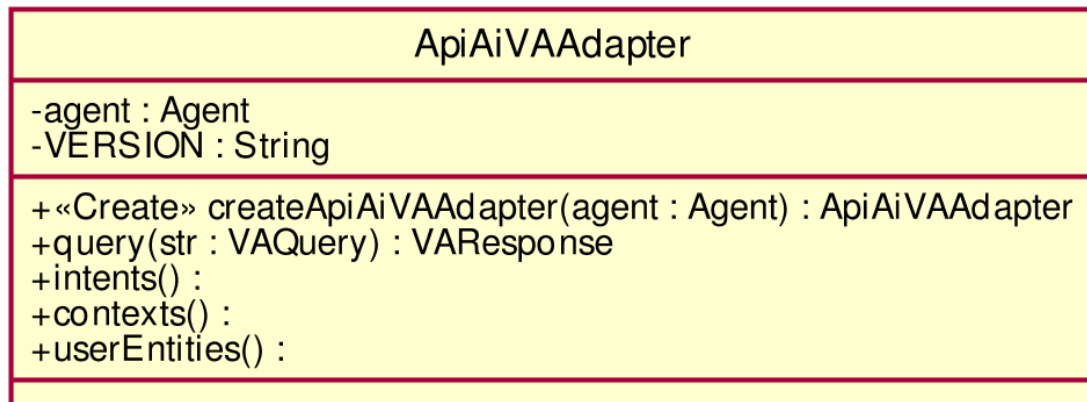 ApiAiVAAdapter
-agent : Agent
-VERSION : String
+«Create» createApiAiVAAdapter(agent : Agent) : ApiAiVAAdapter
+query(str : VAQuery) : VAResponse
+intents() :
+contexts() :
+userEntities() :